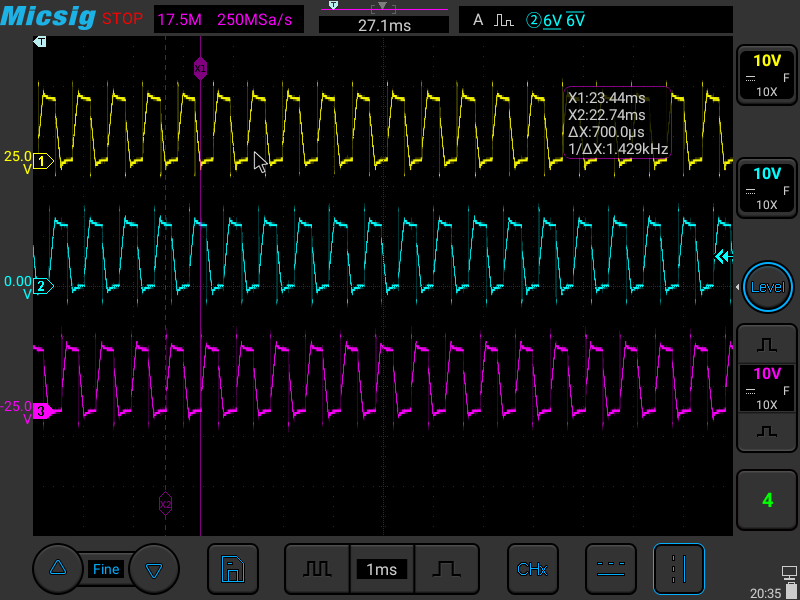 Micsig STOP 17.5M 250MSa/s T 27.1ms A 2 6V 6V
T
X1
X1:23.44ms
X2:22.74ms
ΔX:700.0µs
1/ΔX:1.429kHz
10V
F
10X
25.0
V
1
10V
F
10X
0.00
V
2
Level
10V
F
10X
-25.0
V
3
X2
4
Fine
1ms
CHx
20:35